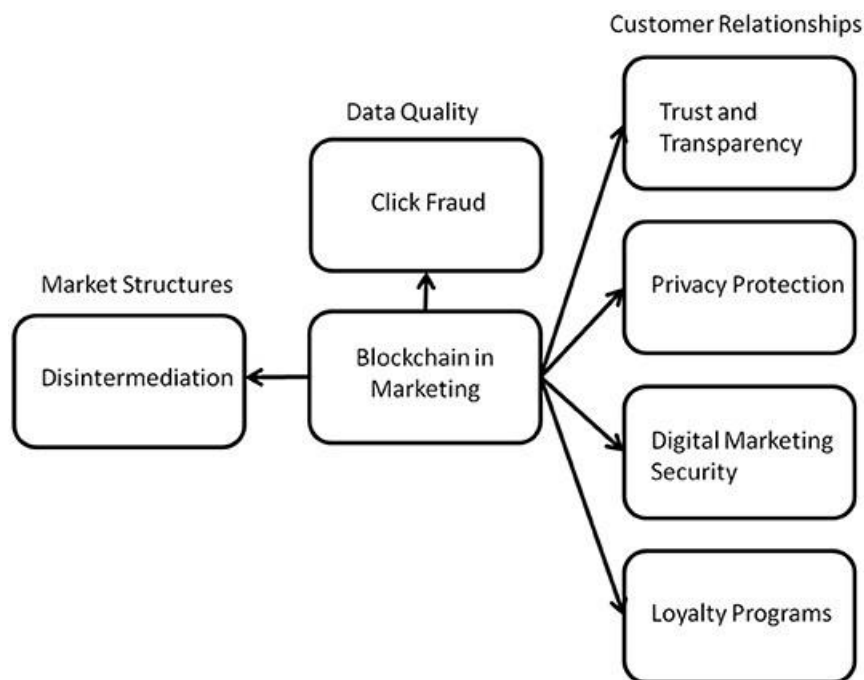 Customer Relationships
Trust and
Transparency
Data Quality
Click Fraud
Privacy Protection
Market Structures
Disintermediation
Blockchain in
Marketing
Digital Marketing
Security
Loyalty Programs